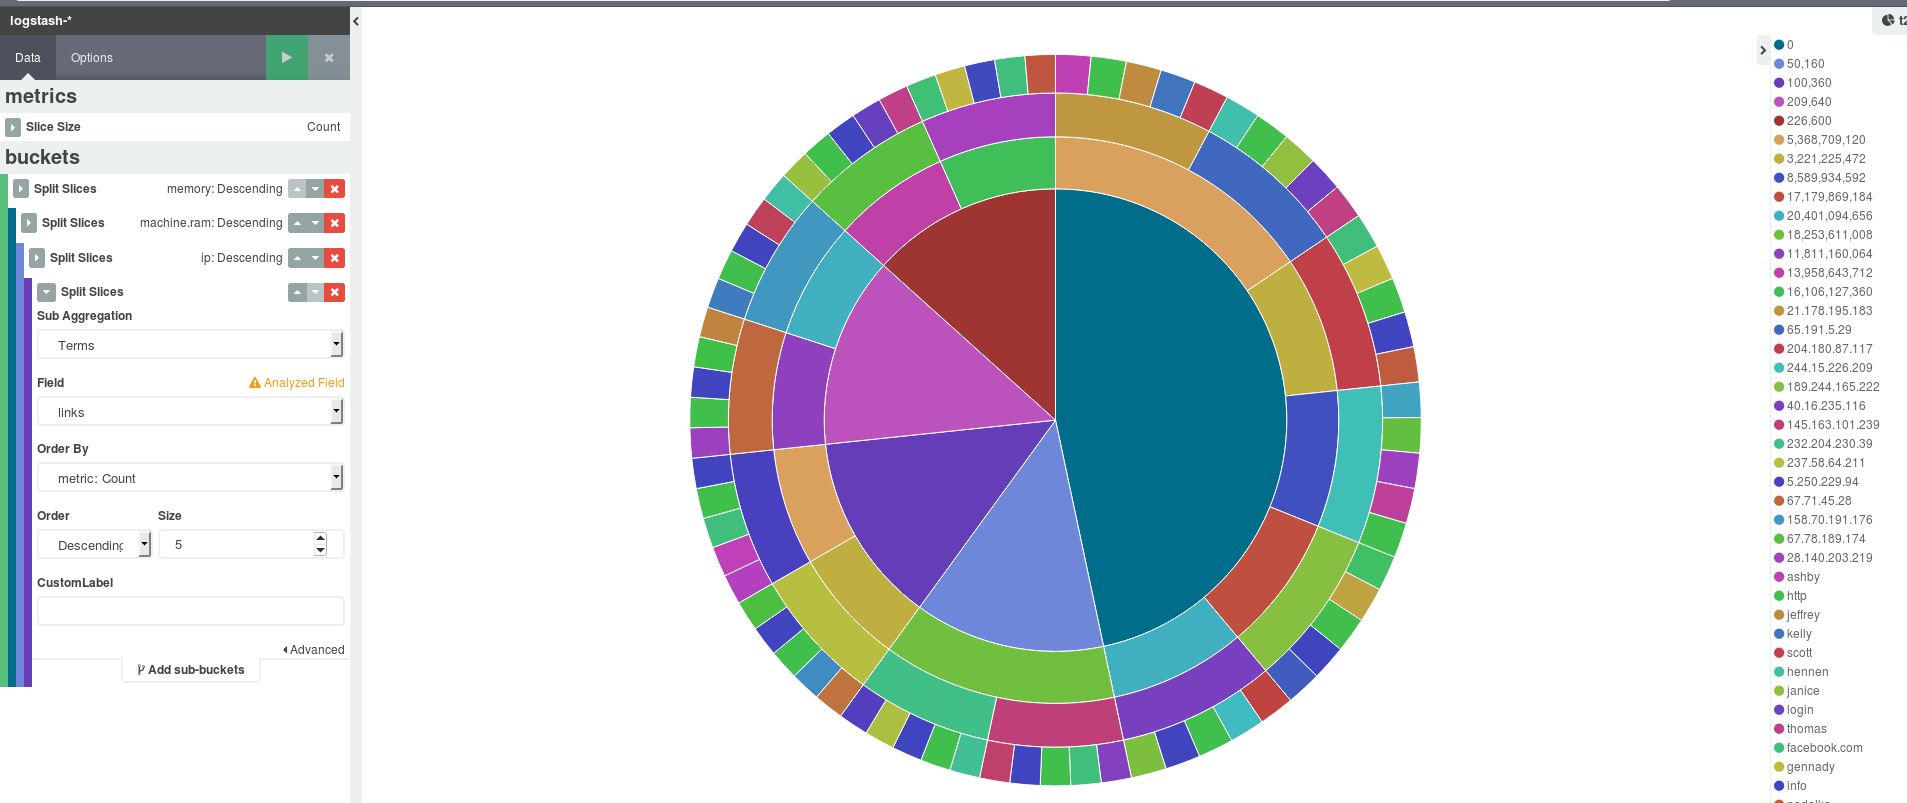 logstash-*
Data
Options
metrics
Slice Size
Count
buckets
Split Slices
memory: Descending
Split Slices
machine.ram: Descending
Split Slices
ip: Descending
Split Slices
Sub Aggregation
Terms
Field
Analyzed Field
links
Order By
metric: Count
Order
Size
Descending
5
CustomLabel
Advanced
Add sub-buckets
0
50,160
100,360
209,640
226,600
5,368,709,120
3,221,225,472
8,589,934,592
17,179,869,184
20,401,094,656
18,253,611,008
11,811,160,064
13,958,643,712
16,106,127,360
21.178.195.183
65.191.5.29
204.180.87.117
244.15.226.209
189.244.165.222
40.16.235.116
145.163.101.239
232.204.230.39
237.58.64.211
5.250.229.94
67.71.45.28
158.70.191.176
67.78.189.174
28.140.203.219
ashby
http
jeffrey
kelly
scott
hennen
janice
login
thomas
facebook.com
gennady
info